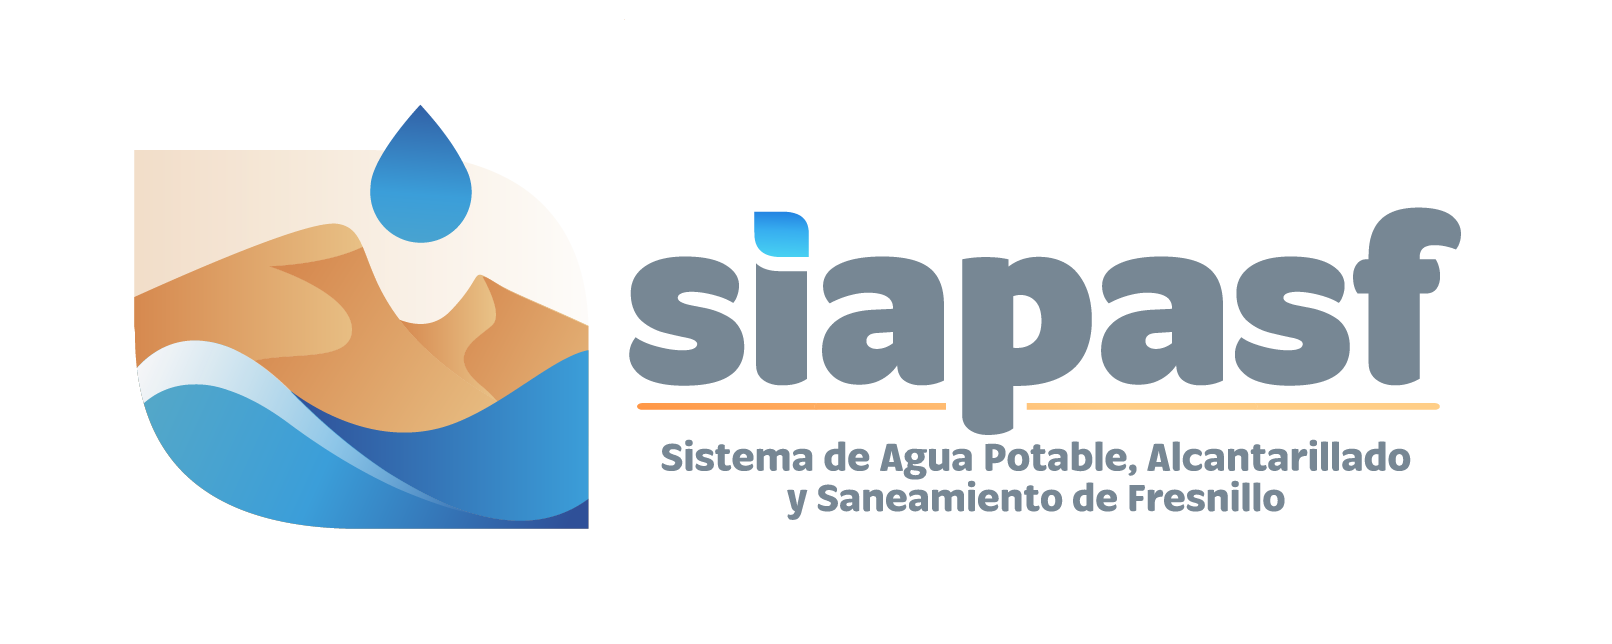 siapasf
Sistema de Agua Potable, Alcantarillado
y Saneamiento de Fresnillo